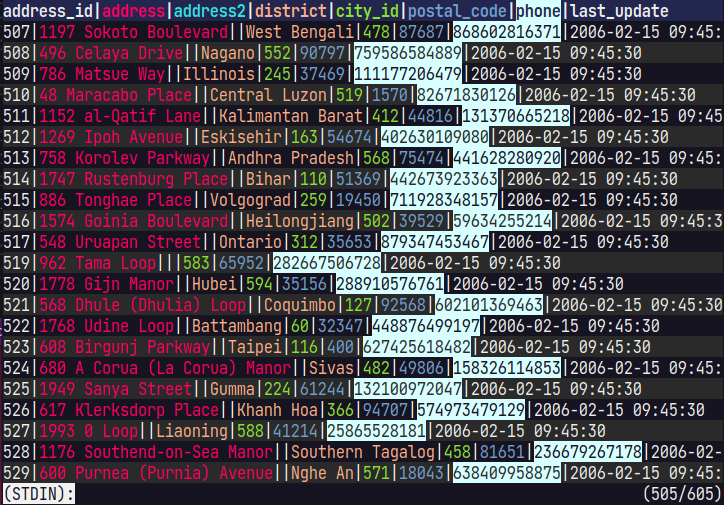 address_id|address|address2|district|city_id|postal_code|phone|last_update
507|1197 Sokoto Boulevard||West Bengali|478|87687|868602816371|2006-02-15 09:45:
508|496 Celaya Drive||Nagano|552|90797|759586584889|2006-02-15 09:45:30
509|786 Matsue Way||Illinois|245|37469|111177206479|2006-02-15 09:45:30
510|48 Maracabo Place||Central Luzon|519|1570|82671830126|2006-02-15 09:45:30
511|1152 al-Qatif Lane||Kalimantan Barat|412|44816|131370665218|2006-02-15 09:45
512|1269 Ipoh Avenue||Eskisehir|163|54674|402630109080|2006-02-15 09:45:30
513|758 Korolev Parkway||Andhra Pradesh|568|75474|441628280920|2006-02-15 09:45:
514|1747 Rustenburg Place||Bihar|110|51369|442673923363|2006-02-15 09:45:30
515|886 Tonghae Place||Volgograd|259|19450|711928348157|2006-02-15 09:45:30
516|1574 Goinia Boulevard||Heilongjiang|502|39529|59634255214|2006-02-15 09:45:3
517|548 Uruapan Street||Ontario|312|35653|879347453467|2006-02-15 09:45:30
519|962 Tama Loop|||583|65952|282667506728|2006-02-15 09:45:30
520|1778 Gijn Manor||Hubei|594|35156|288910576761|2006-02-15 09:45:30
521|568 Dhule (Dhulia) Loop||Coquimbo|127|92568|602101369463|2006-02-15 09:45:30
522|1768 Udine Loop||Battambang|60|32347|448876499197|2006-02-15 09:45:30
523|608 Birgunj Parkway||Taipei|116|400|627425618482|2006-02-15 09:45:30
524|680 A Corua (La Corua) Manor||Sivas|482|49806|158326114853|2006-02-15 09:45:
525|1949 Sanya Street||Gumma|224|61244|132100972047|2006-02-15 09:45:30
526|617 Klerksdorp Place||Khanh Hoa|366|94707|574973479129|2006-02-15 09:45:30
527|1993 0 Loop||Liaoning|588|41214|25865528181|2006-02-15 09:45:30
528|1176 Southend-on-Sea Manor||Southern Tagalog|458|81651|236679267178|2006-02-
529|600 Purnea (Purnia) Avenue||Nghe An|571|18043|638409958875|2006-02-15 09:45:
(STDIN): (505/605)